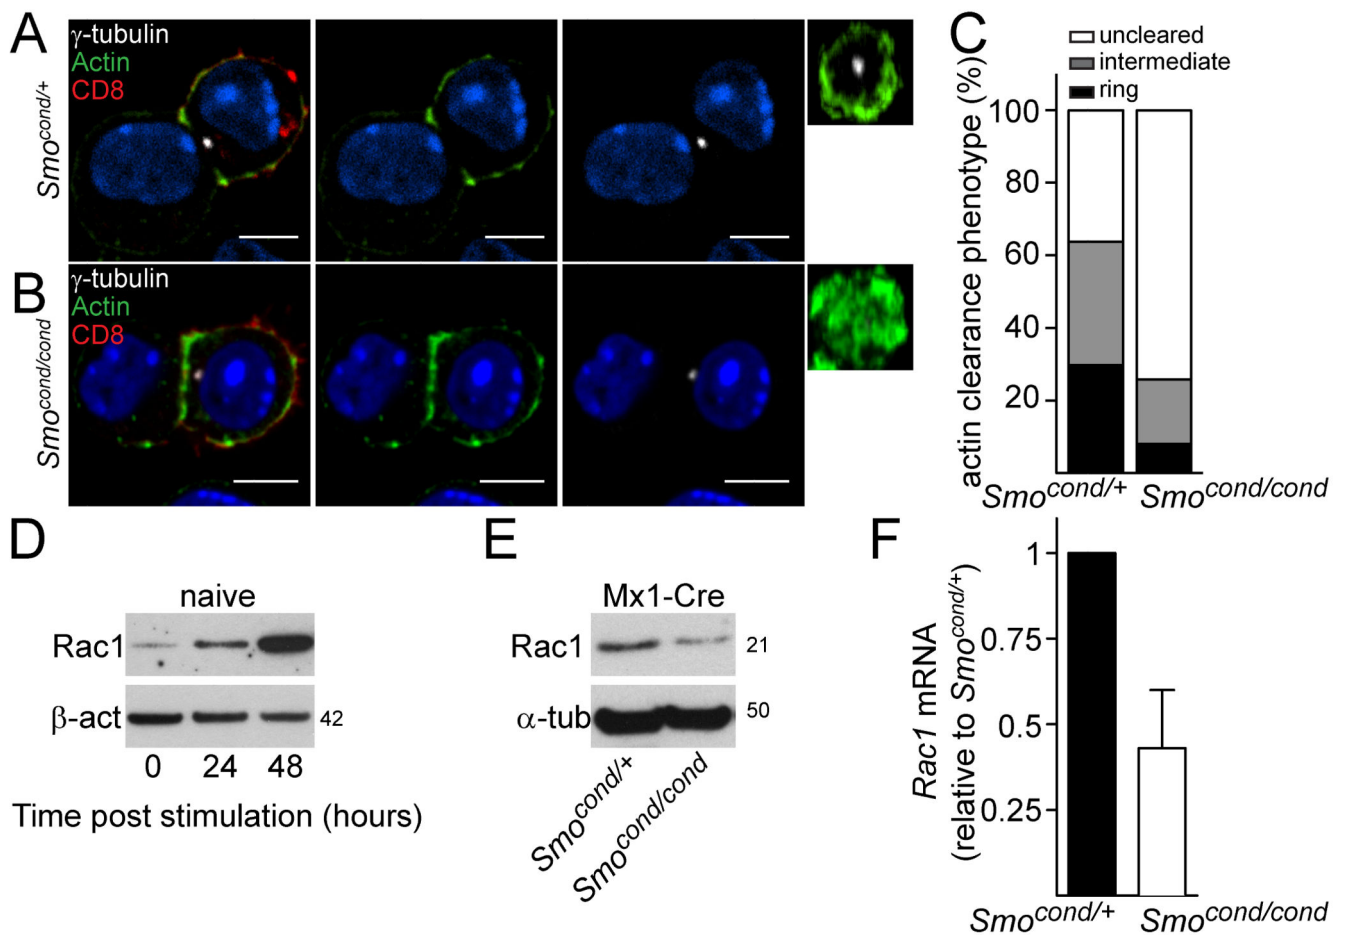 A
γ-tubulin
Actin
CD8
Smo^cond/+
B
γ-tubulin
Actin
CD8
Smo^cond/cond
C
uncleared
intermediate
ring
actin clearance phenotype (%)
100
80
60
40
20
Smo^cond/+ Smo^cond/cond
D
naive
Rac1
β-act 42
0 24 48
Time post stimulation (hours)
E
Mx1-Cre
Rac1 21
α-tub 50
Smo^cond/+
Smo^cond/cond
F
Rac1 mRNA
(relative to Smo^cond/+)
1
0.75
0.5
0.25
Smo^cond/+ Smo^cond/cond